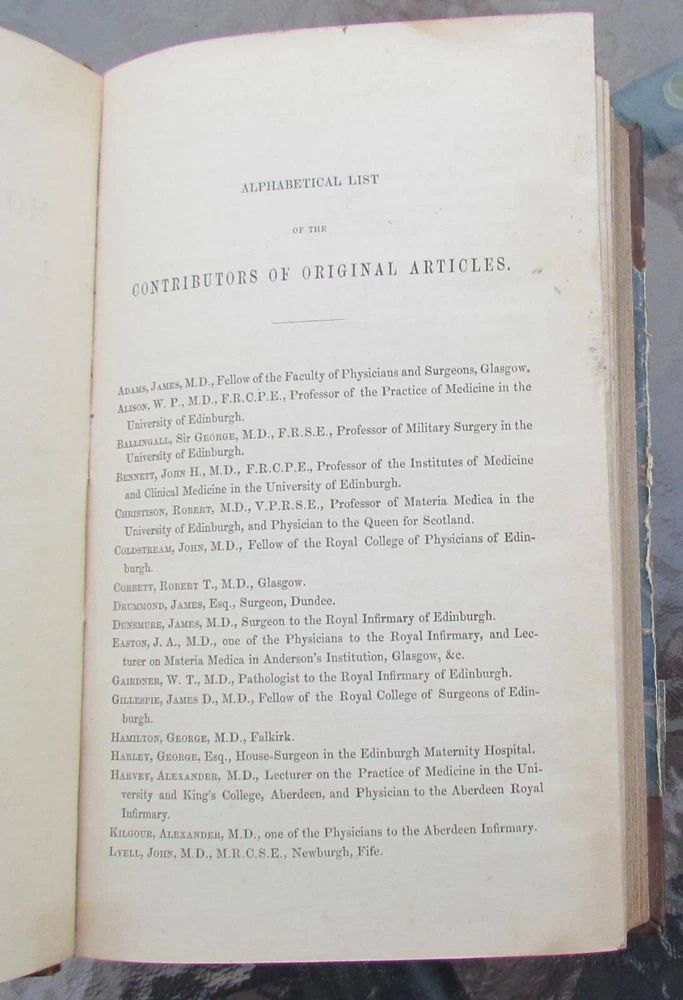 ALPHABETICAL LIST
OF THE
CONTRIBUTORS OF ORIGINAL ARTICLES.
ADAMS, JAMES, M.D., Fellow of the Faculty of Physicians and Surgeons, Glasgow.
ALISON, W. P., M.D., F.R.C.P.E., Professor of the Practice of Medicine in the
University of Edinburgh.
BALLINGALL, Sir GEORGE, M.D., F.R.S.E., Professor of Military Surgery in the
University of Edinburgh.
BENNETT, JOHN H., M.D., F.R.C.P.E., Professor of the Institutes of Medicine
and Clinical Medicine in the University of Edinburgh.
CHRISTISON, ROBERT, M.D., V.P.R.S.E., Professor of Materia Medica in the
University of Edinburgh, and Physician to the Queen for Scotland.
COLDSTREAM, JOHN, M.D., Fellow of the Royal College of Physicians of Edin-
burgh.
CORBETT, ROBERT T., M.D., Glasgow.
DRUMMOND, JAMES, Esq., Surgeon, Dundee.
DUNSMURE, JAMES, M.D., Surgeon to the Royal Infirmary of Edinburgh.
EASTON, J. A., M.D., one of the Physicians to the Royal Infirmary, and Lec-
turer on Materia Medica in Anderson's Institution, Glasgow, &c.
GAIRDNER, W. T., M.D., Pathologist to the Royal Infirmary of Edinburgh.
GILLESPIE, JAMES D., M.D., Fellow of the Royal College of Surgeons of Edin-
burgh.
HAMILTON, GEORGE, M.D., Falkirk.
HARLEY, GEORGE, Esq., House-Surgeon in the Edinburgh Maternity Hospital.
HARVEY, ALEXANDER, M.D., Lecturer on the Practice of Medicine in the Uni-
versity and King's College, Aberdeen, and Physician to the Aberdeen Royal
Infirmary.
KILGOUR, ALEXANDER, M.D., one of the Physicians to the Aberdeen Infirmary.
LYELL, JOHN, M.D., M.R.C.S.E., Newburgh, Fife.